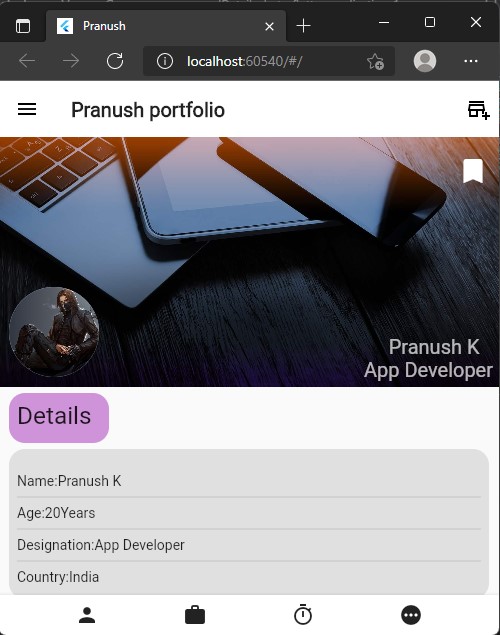 Pranush
localhost:60540/#/
Pranush portfolio
Pranush K
App Developer
Details
Name:Pranush K
Age:20Years
Designation:App Developer
Country:India